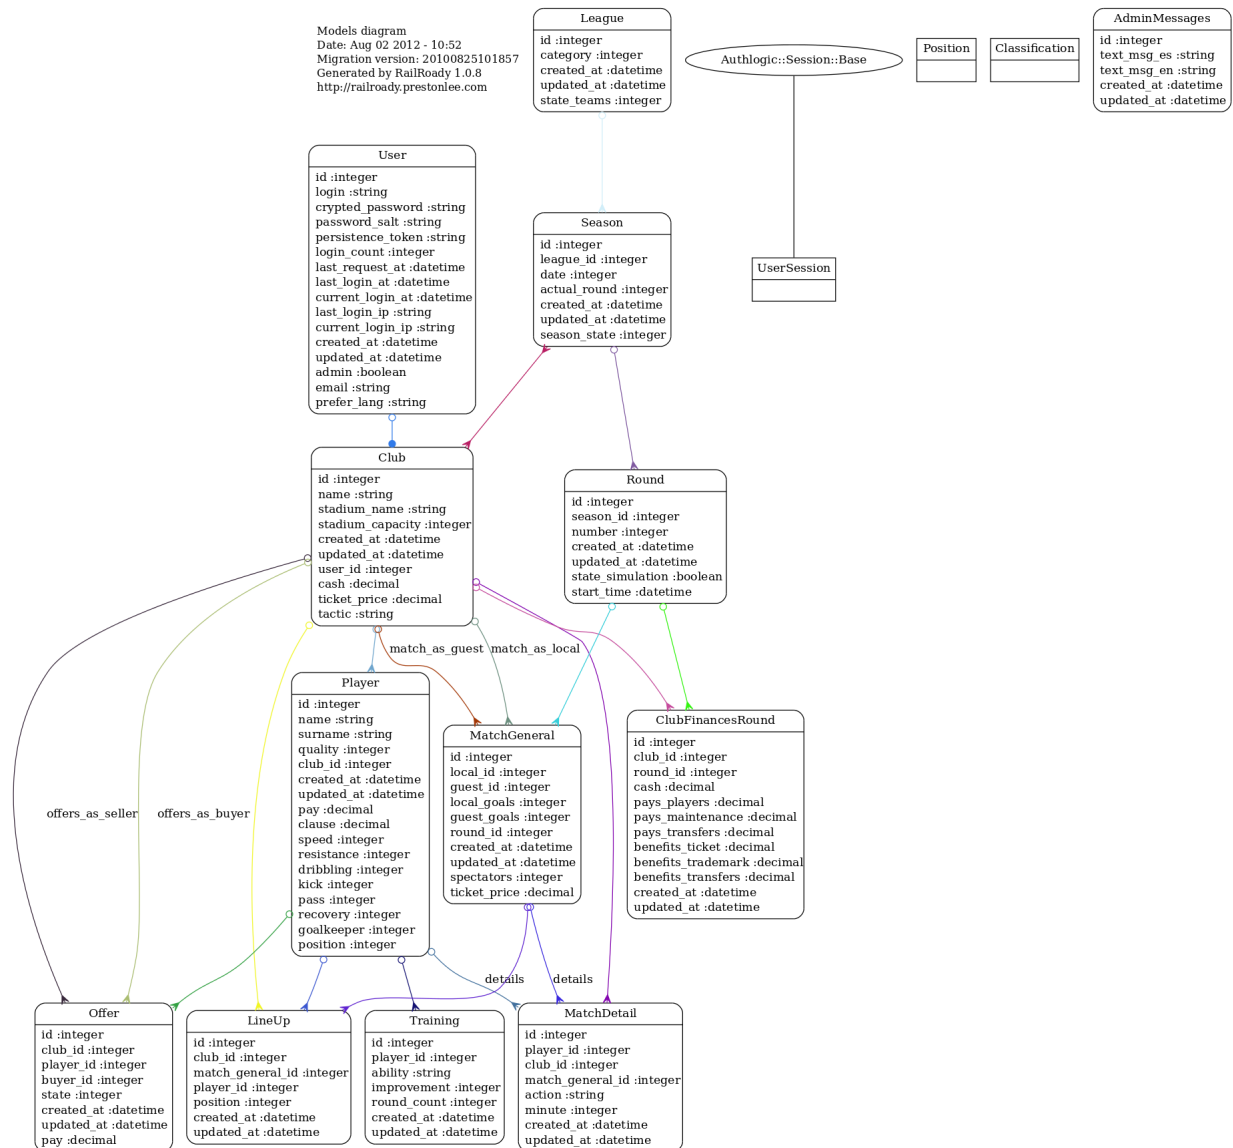 Models diagram
Date: Aug 02 2012 - 10:52
Migration version: 20100825101857
Generated by RailRoady 1.0.8
http://railroady.prestonlee.com
League
id :integer
category :integer
created_at :datetime
updated_at :datetime
state_teams :integer
Authlogic::Session::Base
Position
Classification
AdminMessages
id :integer
text_msg_es :string
text_msg_en :string
created_at :datetime
updated_at :datetime
User
id :integer
login :string
crypted_password :string
password_salt :string
persistence_token :string
login_count :integer
last_request_at :datetime
last_login_at :datetime
current_login_at :datetime
last_login_ip :string
current_login_ip :string
created_at :datetime
updated_at :datetime
admin :boolean
email :string
prefer_lang :string
Season
id :integer
league_id :integer
date :integer
actual_round :integer
created_at :datetime
updated_at :datetime
season_state :integer
UserSession
Club
id :integer
name :string
stadium_name :string
stadium_capacity :integer
created_at :datetime
updated_at :datetime
user_id :integer
cash :decimal
ticket_price :decimal
tactic :string
Round
id :integer
season_id :integer
number :integer
created_at :datetime
updated_at :datetime
state_simulation :boolean
start_time :datetime
match_as_guest
match_as_local
Player
id :integer
name :string
surname :string
quality :integer
club_id :integer
created_at :datetime
updated_at :datetime
pay :decimal
clause :decimal
speed :integer
resistance :integer
dribbling :integer
kick :integer
pass :integer
recovery :integer
goalkeeper :integer
position :integer
MatchGeneral
id :integer
local_id :integer
guest_id :integer
local_goals :integer
guest_goals :integer
round_id :integer
created_at :datetime
updated_at :datetime
spectators :integer
ticket_price :decimal
ClubFinancesRound
id :integer
club_id :integer
round_id :integer
cash :decimal
pays_players :decimal
pays_maintenance :decimal
pays_transfers :decimal
benefits_ticket :decimal
benefits_trademark :decimal
benefits_transfers :decimal
created_at :datetime
updated_at :datetime
offers_as_seller
offers_as_buyer
details
details
Offer
id :integer
club_id :integer
player_id :integer
buyer_id :integer
state :integer
created_at :datetime
updated_at :datetime
pay :decimal
LineUp
id :integer
club_id :integer
match_general_id :integer
player_id :integer
position :integer
created_at :datetime
updated_at :datetime
Training
id :integer
player_id :integer
ability :string
improvement :integer
round_count :integer
created_at :datetime
updated_at :datetime
MatchDetail
id :integer
player_id :integer
club_id :integer
match_general_id :integer
action :string
minute :integer
created_at :datetime
updated_at :datetime